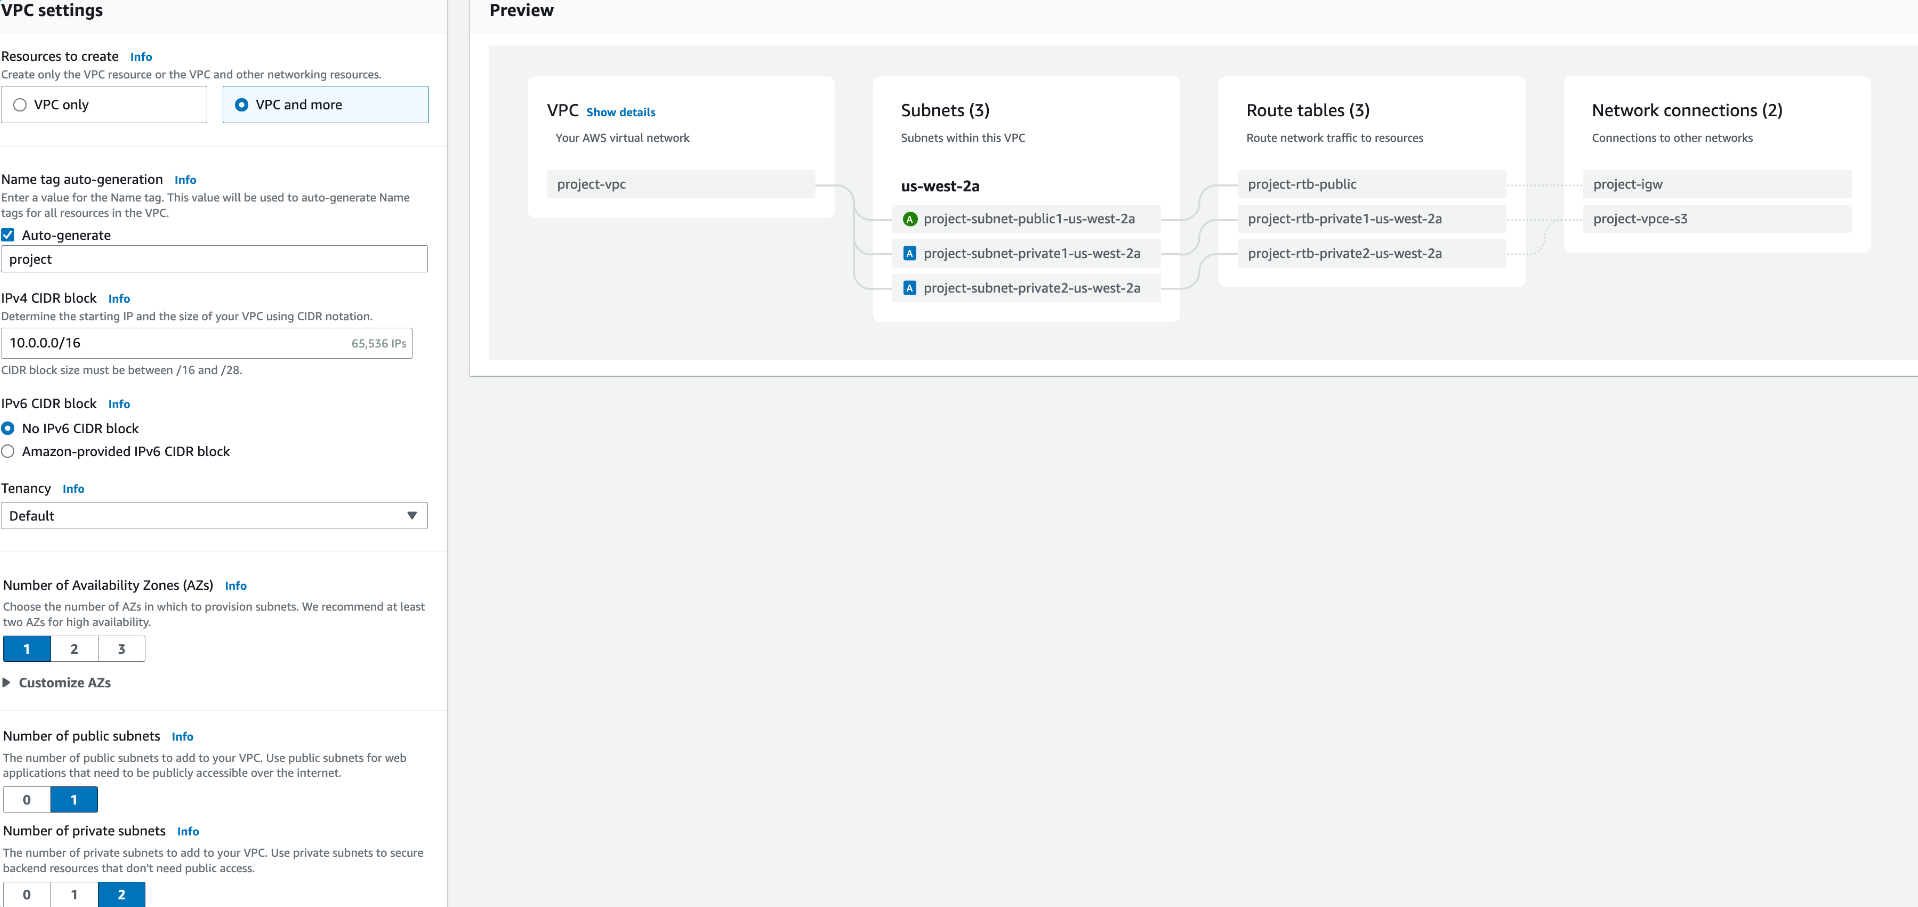 VPC settings
Resources to create Info
Create only the VPC resource or the VPC and other networking resources.
VPC only
VPC and more
Name tag auto-generation Info
Enter a value for the Name tag. This value will be used to auto-generate Name
tags for all resources in the VPC.
Auto-generate
project
IPv4 CIDR block Info
Determine the starting IP and the size of your VPC using CIDR notation.
10.0.0.0/16 65,536 IPs
CIDR block size must be between /16 and /28.
IPv6 CIDR block Info
No IPv6 CIDR block
Amazon-provided IPv6 CIDR block
Tenancy Info
Default
Number of Availability Zones (AZs) Info
Choose the number of AZs in which to provision subnets. We recommend at least
two AZs for high availability.
1 2 3
Customize AZs
Number of public subnets Info
The number of public subnets to add to your VPC. Use public subnets for web
applications that need to be publicly accessible over the internet.
0 1
Number of private subnets Info
The number of private subnets to add to your VPC. Use private subnets to secure
backend resources that don't need public access.
0 1 2
Preview
VPC Show details
Your AWS virtual network
project-vpc
Subnets (3)
Subnets within this VPC
us-west-2a
A project-subnet-public1-us-west-2a
A project-subnet-private1-us-west-2a
A project-subnet-private2-us-west-2a
Route tables (3)
Route network traffic to resources
project-rtb-public
project-rtb-private1-us-west-2a
project-rtb-private2-us-west-2a
Network connections (2)
Connections to other networks
project-igw
project-vpce-s3